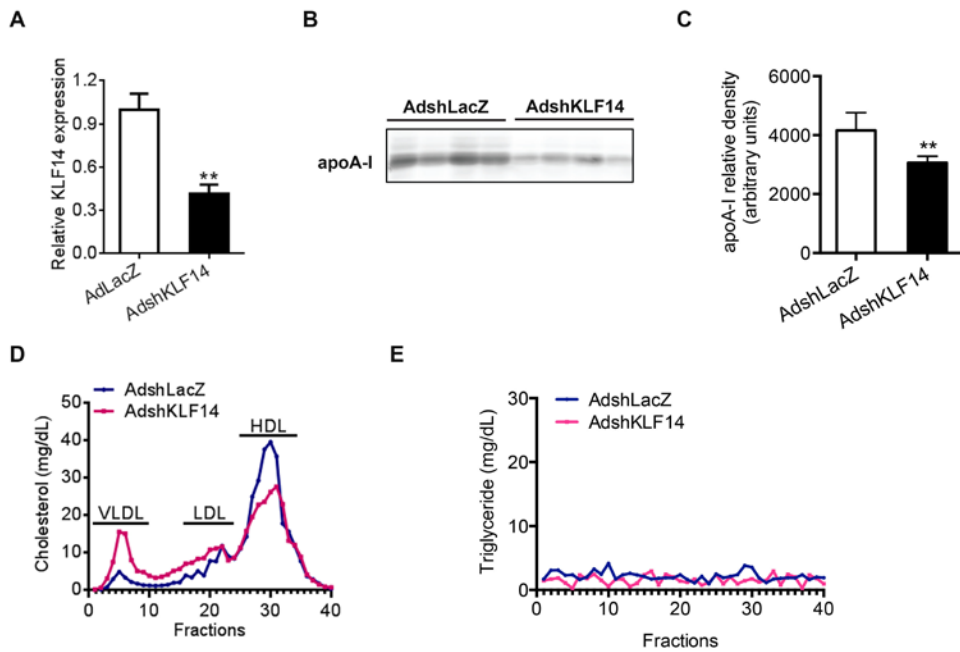 A
Relative KLF14 expression
1.2
0.9
0.6
0.3
0.0
**
AdLacZ
AdshKLF14
B
AdshLacZ AdshKLF14
apoA-I
C
apoA-I relative density
(arbitrary units)
6000
4000
2000
0
**
AdshLacZ
AdshKLF14
D
AdshLacZ
AdshKLF14
Cholesterol (mg/dL)
50
40
30
20
10
0
VLDL
LDL
HDL
0 10 20 30 40
Fractions
E
AdshLacZ
AdshKLF14
Triglyceride (mg/dL)
30
20
10
0
0 10 20 30 40
Fractions